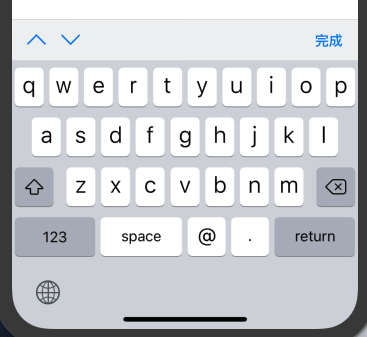 完成
q w e r t y u i o p
a s d f g h j k l
z x c v b n m
123 space @ . return